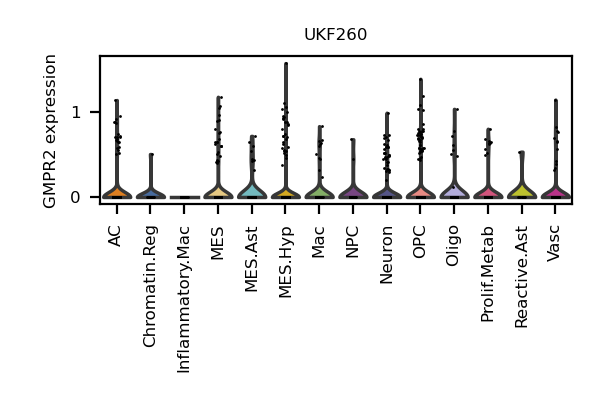 UKF260
GMPR2 expression
1
0
AC
Chromatin.Reg
Inflammatory.Mac
MES
MES.Ast
MES.Hyp
Mac
NPC
Neuron
OPC
Oligo
Prolif.Metab
Reactive.Ast
Vasc